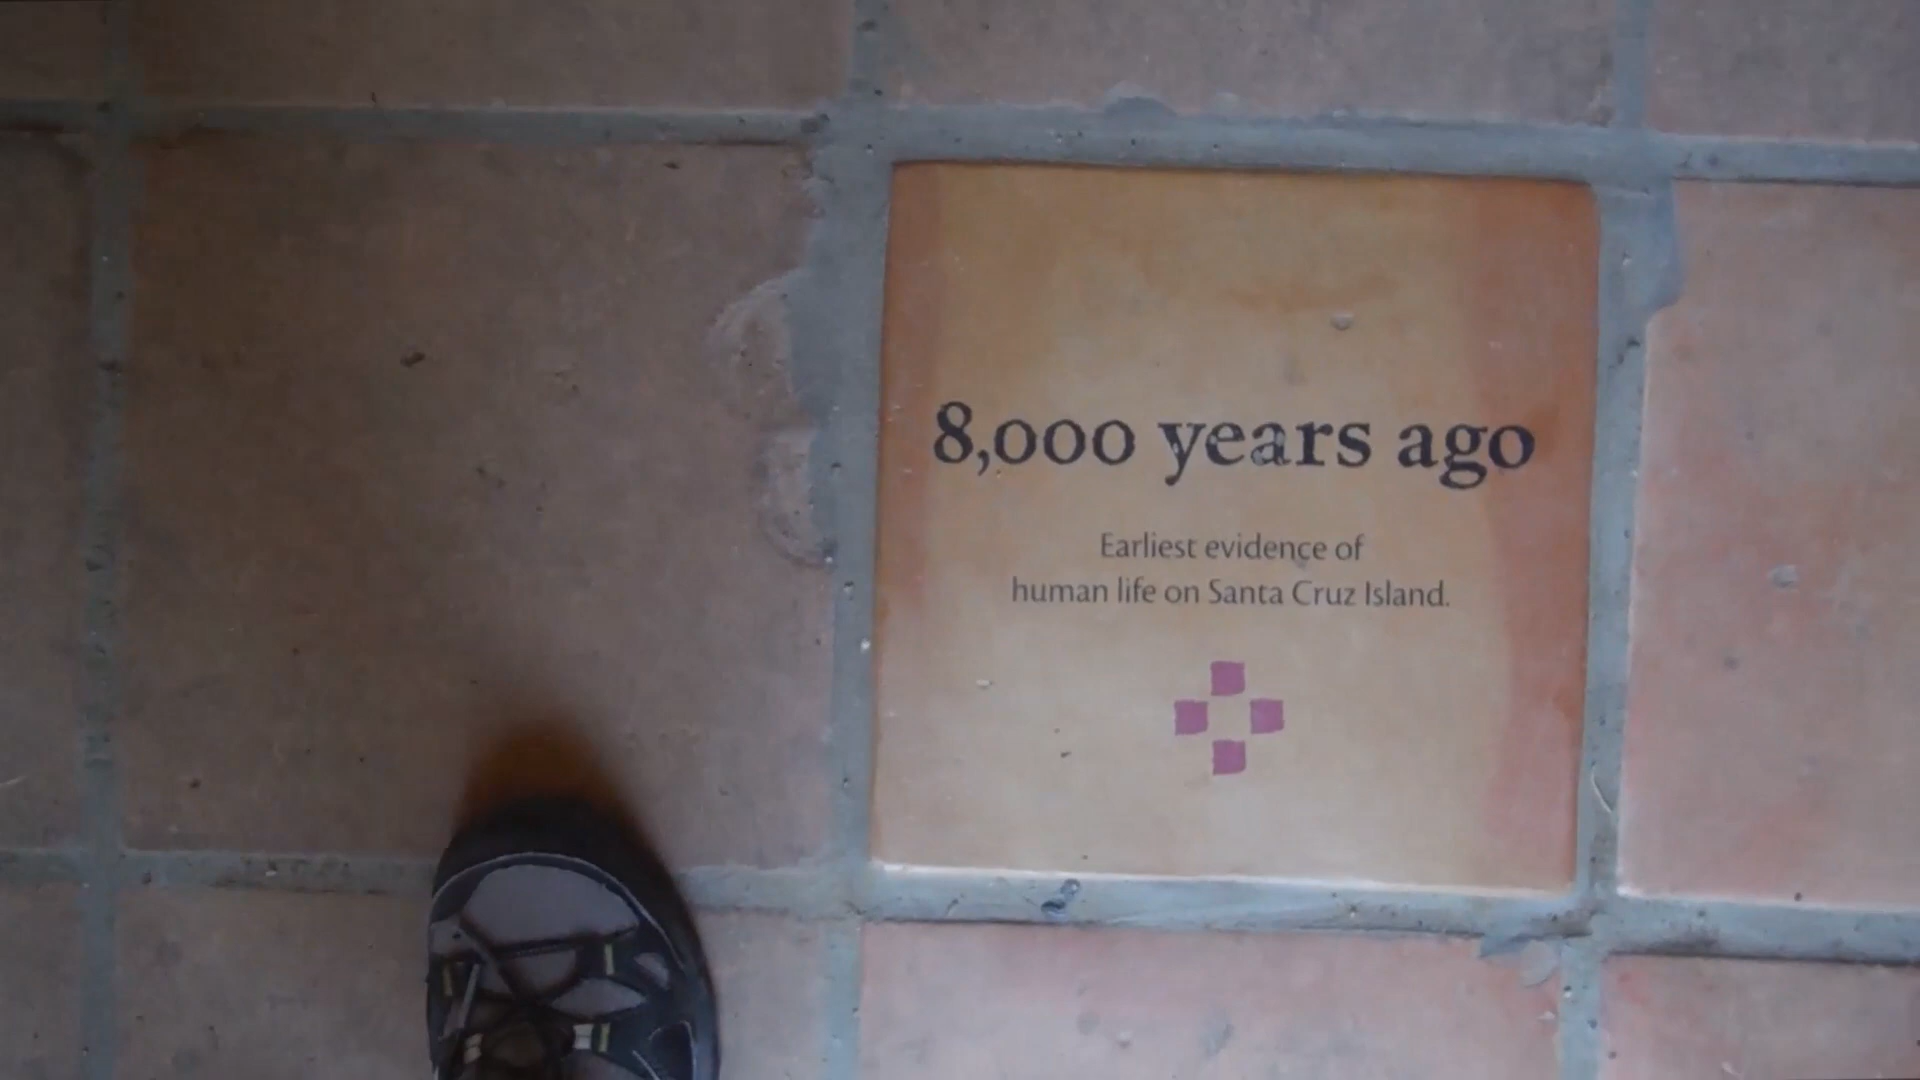 8,000 years ago
Earliest evidence of
human life on Santa Cruz Island.